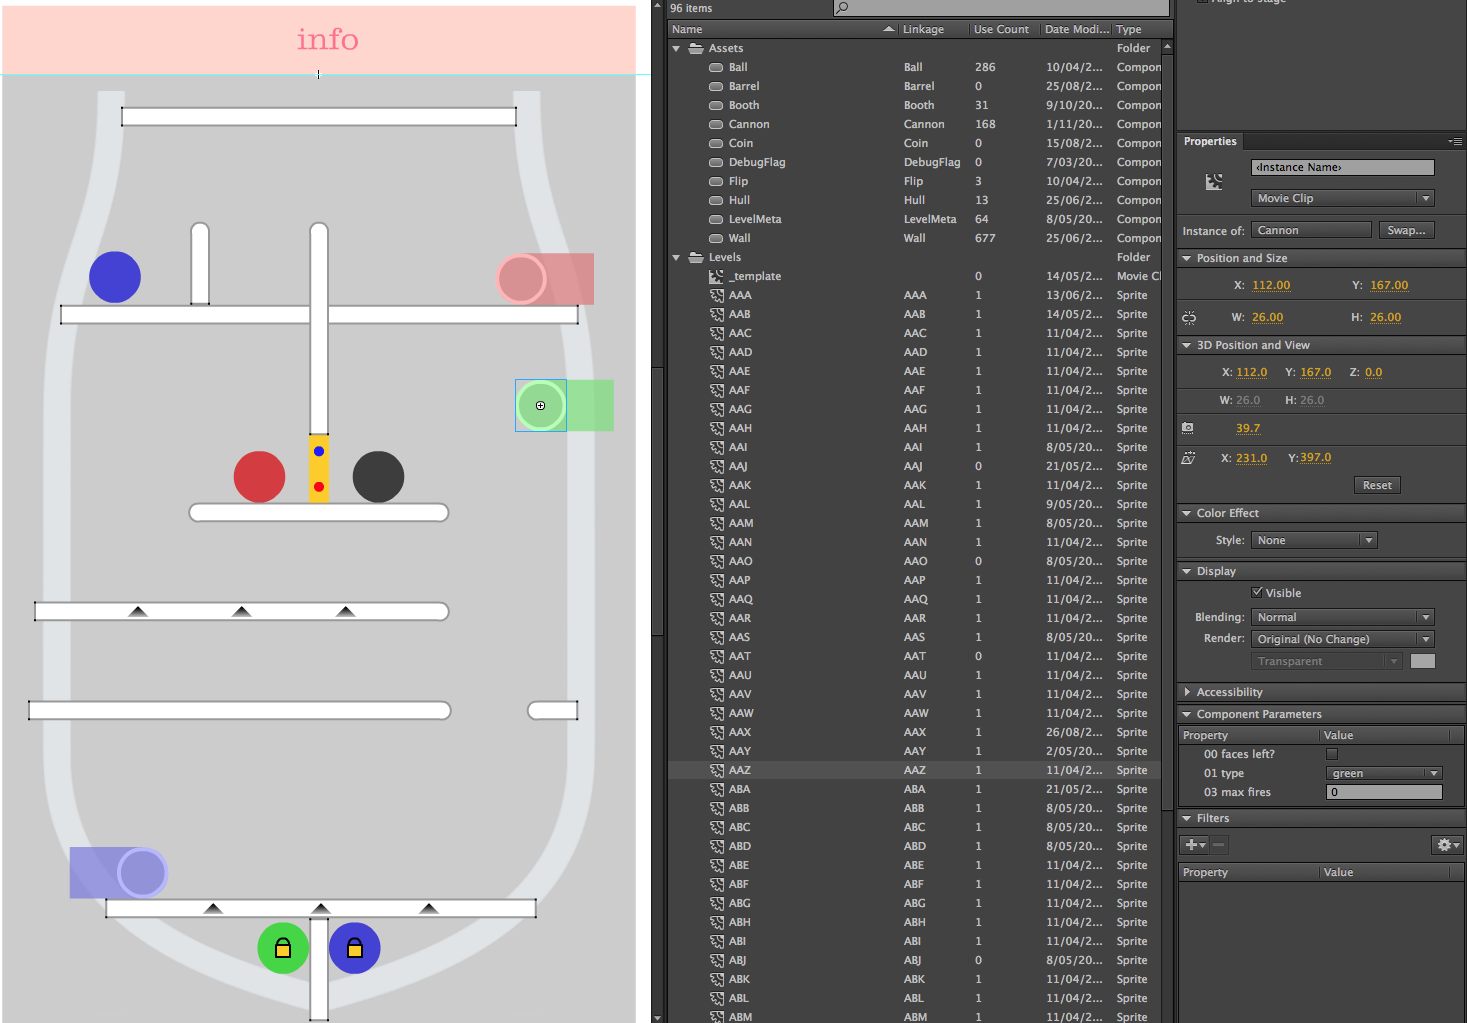 info
96 items
Name Linkage Use Count Date Modi... Type
Assets Folder
Ball Ball 286 10/04/2... Compon
Barrel Barrel 0 25/08/2... Compon
Booth Booth 31 9/10/20... Compon
Cannon Cannon 168 1/11/20... Compon
Coin Coin 0 15/08/2... Compon
DebugFlag DebugFlag 0 7/03/20... Compon
Flip Flip 3 10/04/2... Compon
Hull Hull 13 25/06/2... Compon
LevelMeta LevelMeta 64 8/05/20... Compon
Wall Wall 677 25/06/2... Compon
Levels Folder
_template 0 14/05/2... Movie Cl
AAA AAA 1 13/06/2... Sprite
AAB AAB 1 14/05/2... Sprite
AAC AAC 1 11/04/2... Sprite
AAD AAD 1 11/04/2... Sprite
AAE AAE 1 11/04/2... Sprite
AAF AAF 1 11/04/2... Sprite
AAG AAG 1 11/04/2... Sprite
AAH AAH 1 11/04/2... Sprite
AAI AAI 1 8/05/20... Sprite
AAJ AAJ 0 21/05/2... Sprite
AAK AAK 1 11/04/2... Sprite
AAL AAL 1 9/05/20... Sprite
AAM AAM 1 8/05/20... Sprite
AAN AAN 1 11/04/2... Sprite
AAO AAO 0 8/05/20... Sprite
AAP AAP 1 11/04/2... Sprite
AAQ AAQ 1 11/04/2... Sprite
AAR AAR 1 11/04/2... Sprite
AAS AAS 1 8/05/20... Sprite
AAT AAT 0 11/04/2... Sprite
AAU AAU 1 11/04/2... Sprite
AAV AAV 1 11/04/2... Sprite
AAW AAW 1 11/04/2... Sprite
AAX AAX 1 26/08/2... Sprite
AAY AAY 1 2/05/20... Sprite
AAZ AAZ 1 11/04/2... Sprite
ABA ABA 1 21/05/2... Sprite
ABB ABB 1 8/05/20... Sprite
ABC ABC 1 8/05/20... Sprite
ABD ABD 1 8/05/20... Sprite
ABE ABE 1 11/04/2... Sprite
ABF ABF 1 11/04/2... Sprite
ABG ABG 1 11/04/2... Sprite
ABH ABH 1 11/04/2... Sprite
ABI ABI 1 8/05/20... Sprite
ABJ ABJ 0 8/05/20... Sprite
ABK ABK 1 11/04/2... Sprite
ABL ABL 1 11/04/2... Sprite
ABM ABM 1 11/04/2... Sprite
Align to stage
Properties
<Instance Name>
Movie Clip
Instance of: Cannon Swap...
Position and Size
X: 112.00 Y: 167.00
W: 26.00 H: 26.00
3D Position and View
X: 112.0 Y: 167.0 Z: 0.0
W: 26.0 H: 26.0
39.7
X: 231.0 Y:397.0
Reset
Color Effect
Style: None
Display
Visible
Blending: Normal
Render: Original (No Change)
Transparent
Accessibility
Component Parameters
Property Value
00 faces left?
01 type green
03 max fires 0
Filters
Property Value